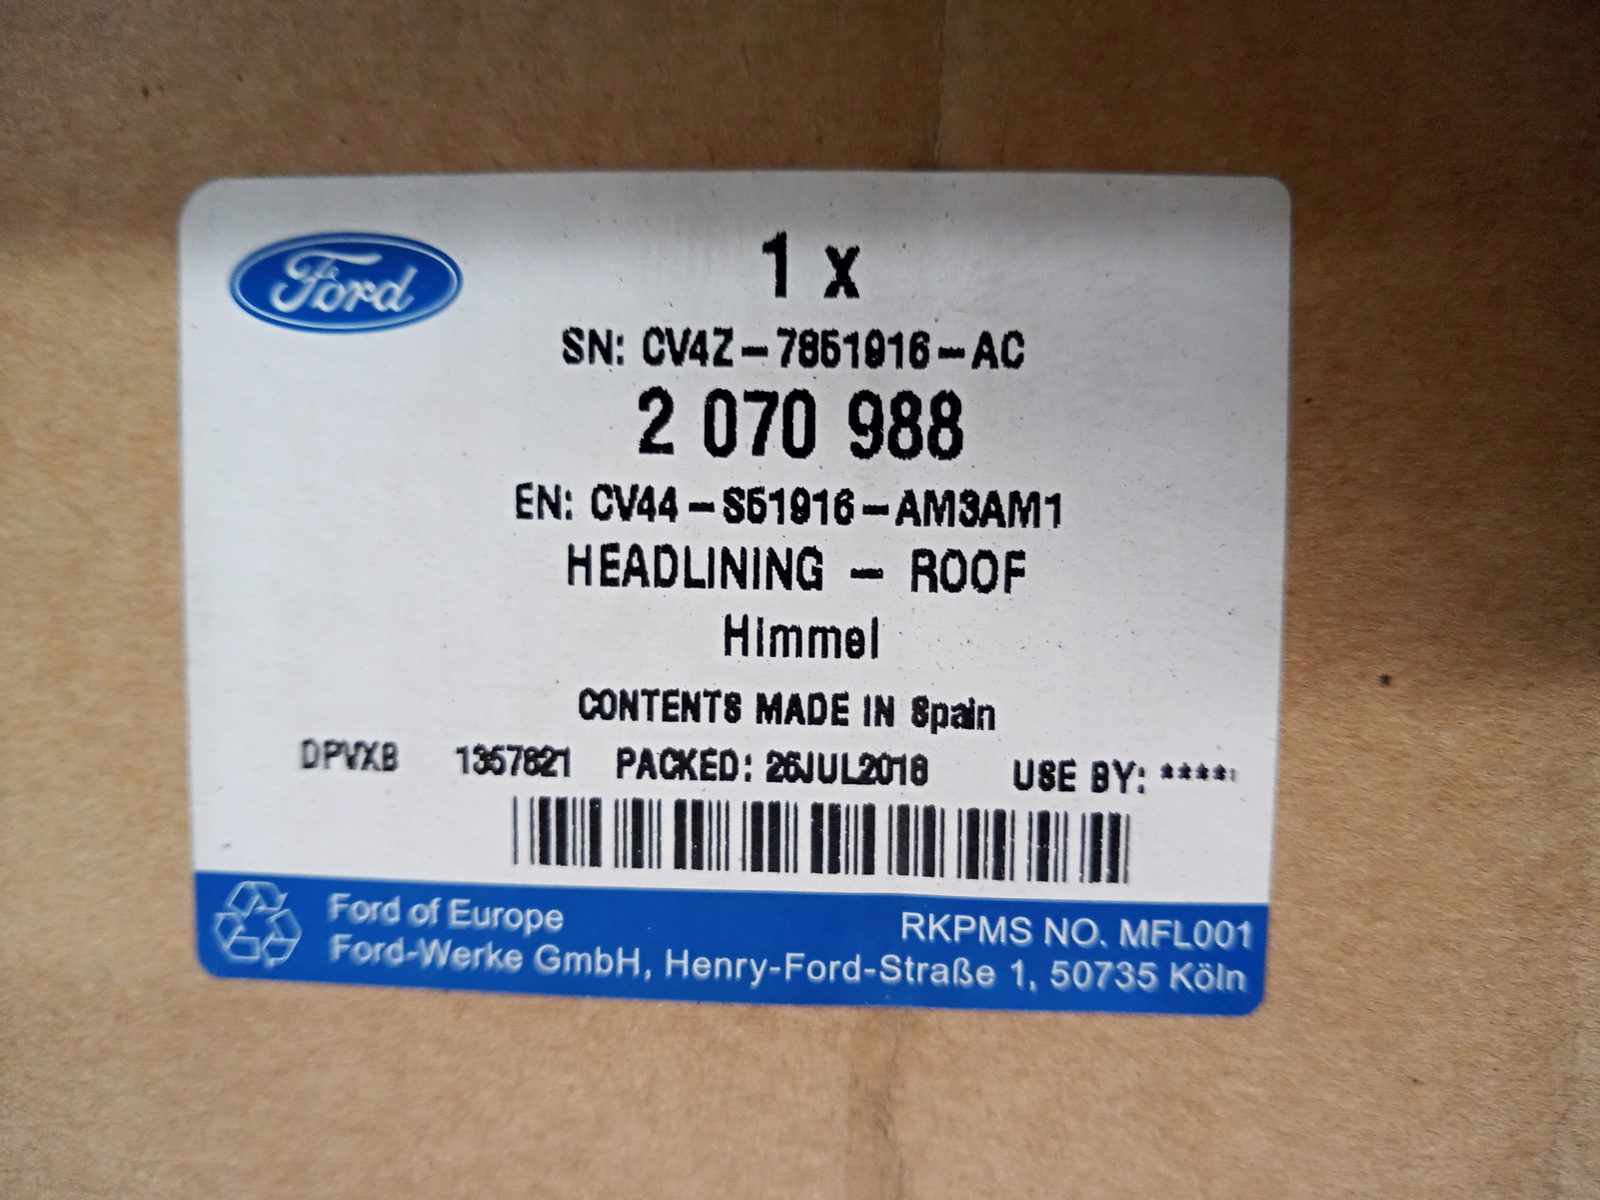 Ford
1 x
SN: CV4Z-7851916-AC
2 070 988
EN: CV44-S51916-AM3AM1
HEADLINING - ROOF
Himmel
CONTENTS MADE IN Spain
DPVXB 1357821 PACKED: 26JUL2018 USE BY: ****
Ford of Europe RKPMS NO. MFL001
Ford-Werke GmbH, Henry-Ford-Straße 1, 50735 Köln